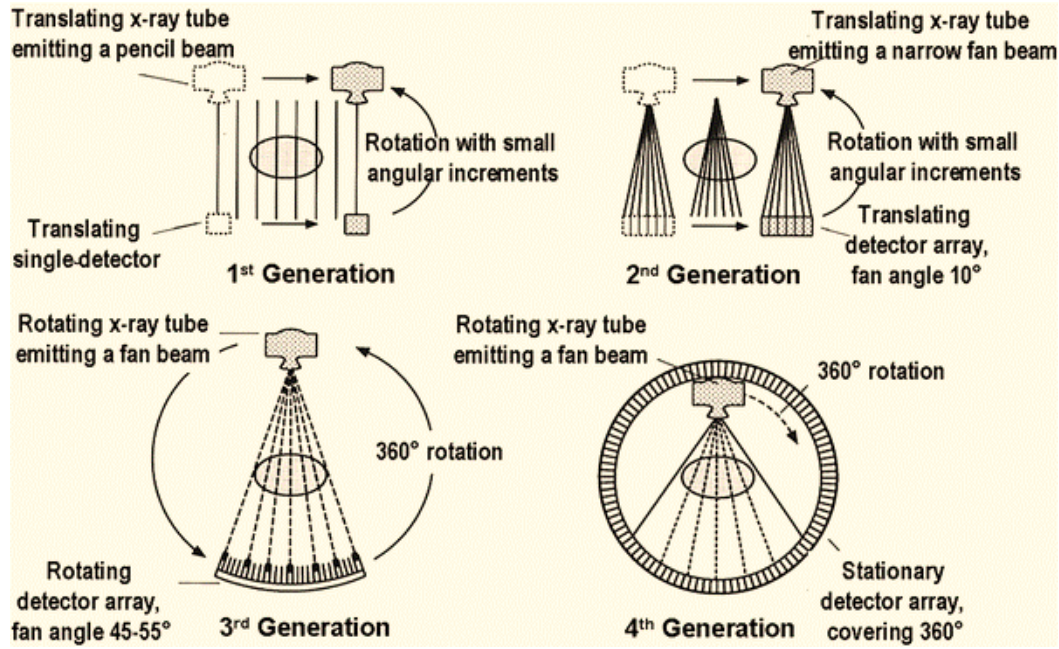 Translating x-ray tube
emitting a pencil beam
Rotation with small
angular increments
Translating
single-detector
1st Generation
Translating x-ray tube
emitting a narrow fan beam
Rotation with small
angular increments
Translating
detector array,
fan angle 10°
2nd Generation
Rotating x-ray tube
emitting a fan beam
360° rotation
Rotating
detector array,
fan angle 45-55°
3rd Generation
Rotating x-ray tube
emitting a fan beam
360° rotation
Stationary
detector array,
covering 360°
4th Generation